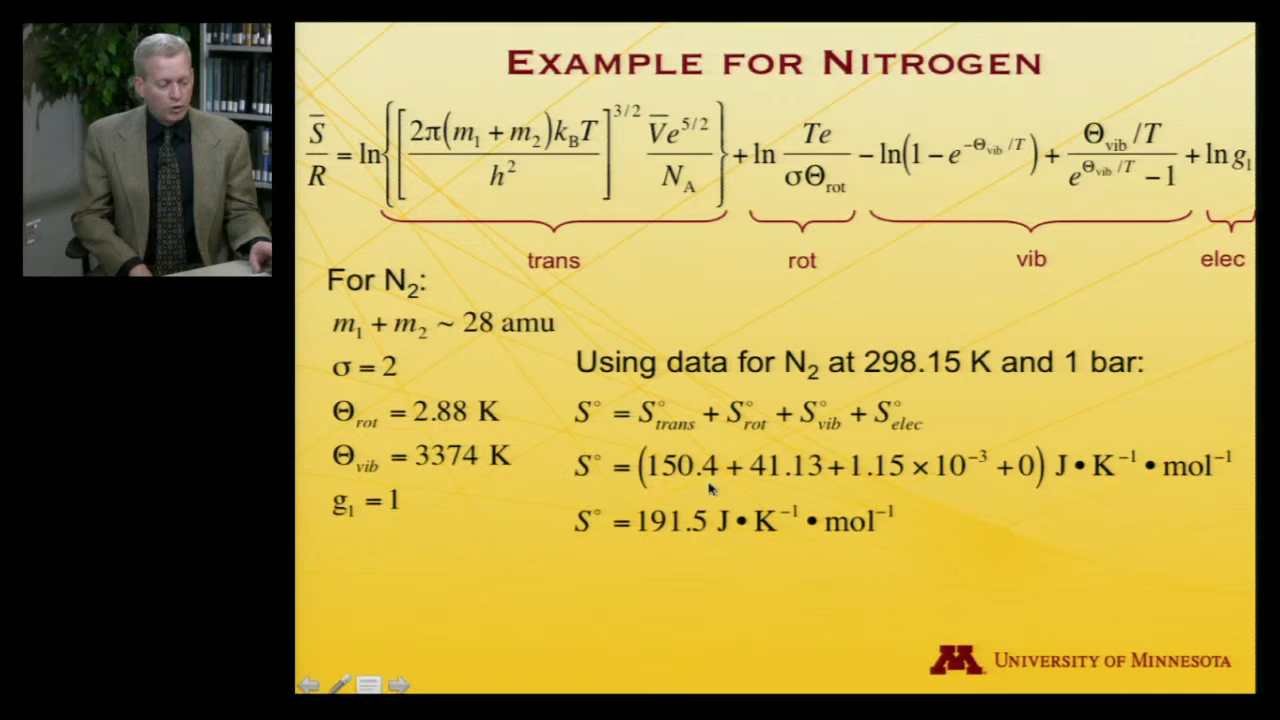 EXAMPLE FOR NITROGEN
S̅/R = ln{[2π(m₁ + m₂)k_BT / h²]^{3/2} V̅e^{5/2} / N_A} + ln Te / σΘ_rot − ln(1 − e^{−Θ_vib/T}) + (Θ_vib/T) / (e^{Θ_vib/T} − 1) + ln g₁
trans rot vib elec
For N₂:
m₁ + m₂ ~ 28 amu
σ = 2
Θ_rot = 2.88 K
Θ_vib = 3374 K
g₁ = 1
Using data for N₂ at 298.15 K and 1 bar:
S° = S°_trans + S°_rot + S°_vib + S°_elec
S° = (150.4 + 41.13 + 1.15 × 10⁻³ + 0) J • K⁻¹ • mol⁻¹
S° = 191.5 J • K⁻¹ • mol⁻¹
UNIVERSITY OF MINNESOTA